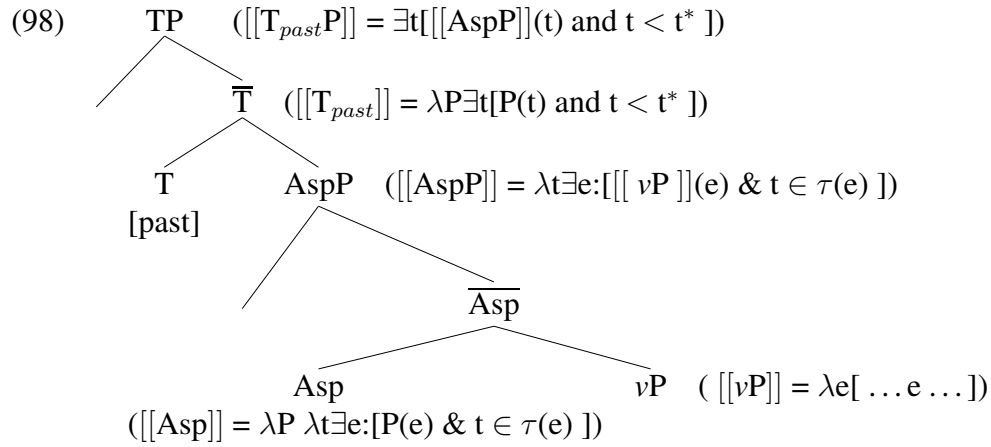 (98) TP ([[T_past P]] = ∃t[[[AspP]](t) and t < t* ])
T̅ ([[T_past]] = λP∃t[P(t) and t < t* ])
T AspP ([[AspP]] = λt∃e:[[[ vP ]](e) & t ∈ τ(e) ])
[past]
A̅s̅p̅
Asp vP ( [[vP]] = λe[ …e …])
([[Asp]] = λP λt∃e:[P(e) & t ∈ τ(e) ])